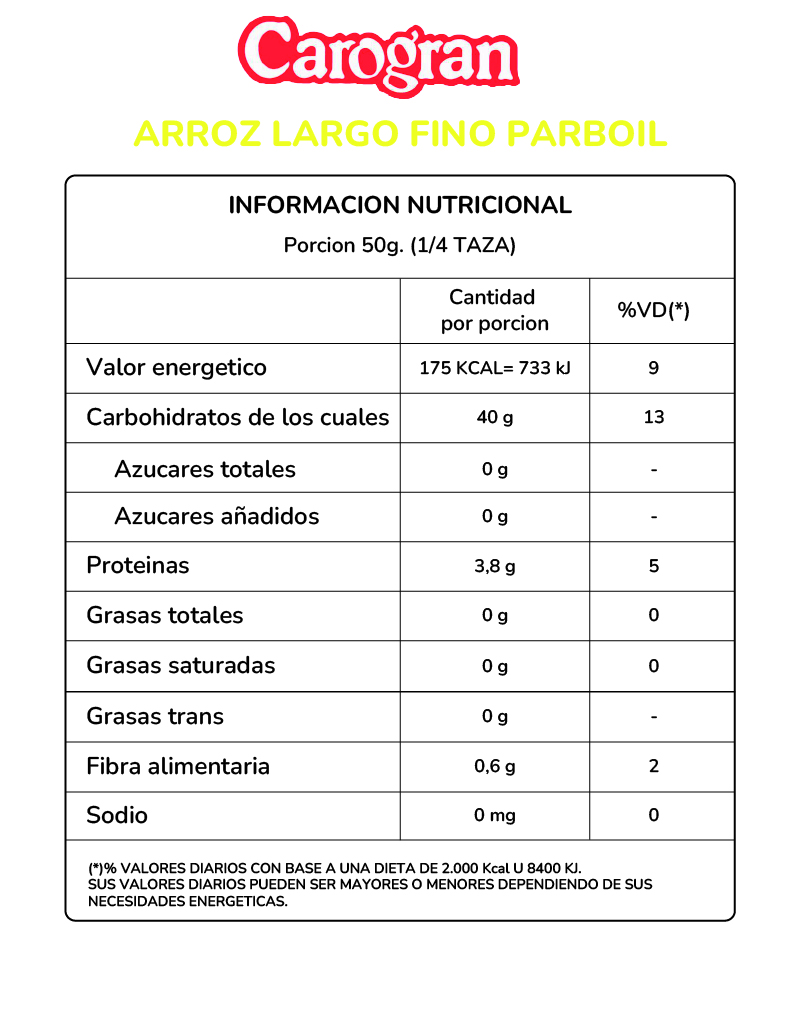 Carogran
ARROZ LARGO FINO PARBOIL
INFORMACION NUTRICIONAL
Porcion 50g. (1/4 TAZA)
Cantidad
por porcion
%VD(*)
Valor energetico 175 KCAL= 733 kJ 9
Carbohidratos de los cuales 40 g 13
Azucares totales 0 g -
Azucares añadidos 0 g -
Proteinas 3,8 g 5
Grasas totales 0 g 0
Grasas saturadas 0 g 0
Grasas trans 0 g -
Fibra alimentaria 0,6 g 2
Sodio 0 mg 0
(*)% VALORES DIARIOS CON BASE A UNA DIETA DE 2.000 Kcal U 8400 KJ.
SUS VALORES DIARIOS PUEDEN SER MAYORES O MENORES DEPENDIENDO DE SUS
NECESIDADES ENERGETICAS.